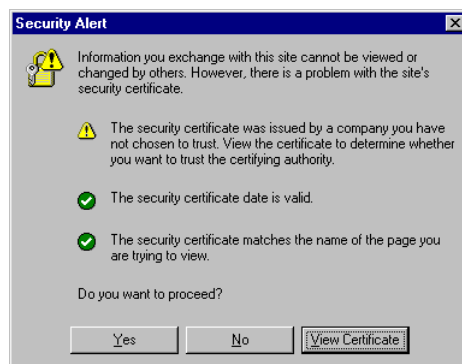 Security Alert
Information you exchange with this site cannot be viewed or
changed by others. However, there is a problem with the site's
security certificate.
The security certificate was issued by a company you have
not chosen to trust. View the certificate to determine whether
you want to trust the certifying authority.
The security certificate date is valid.
The security certificate matches the name of the page you
are trying to view.
Do you want to proceed?
Yes No View Certificate